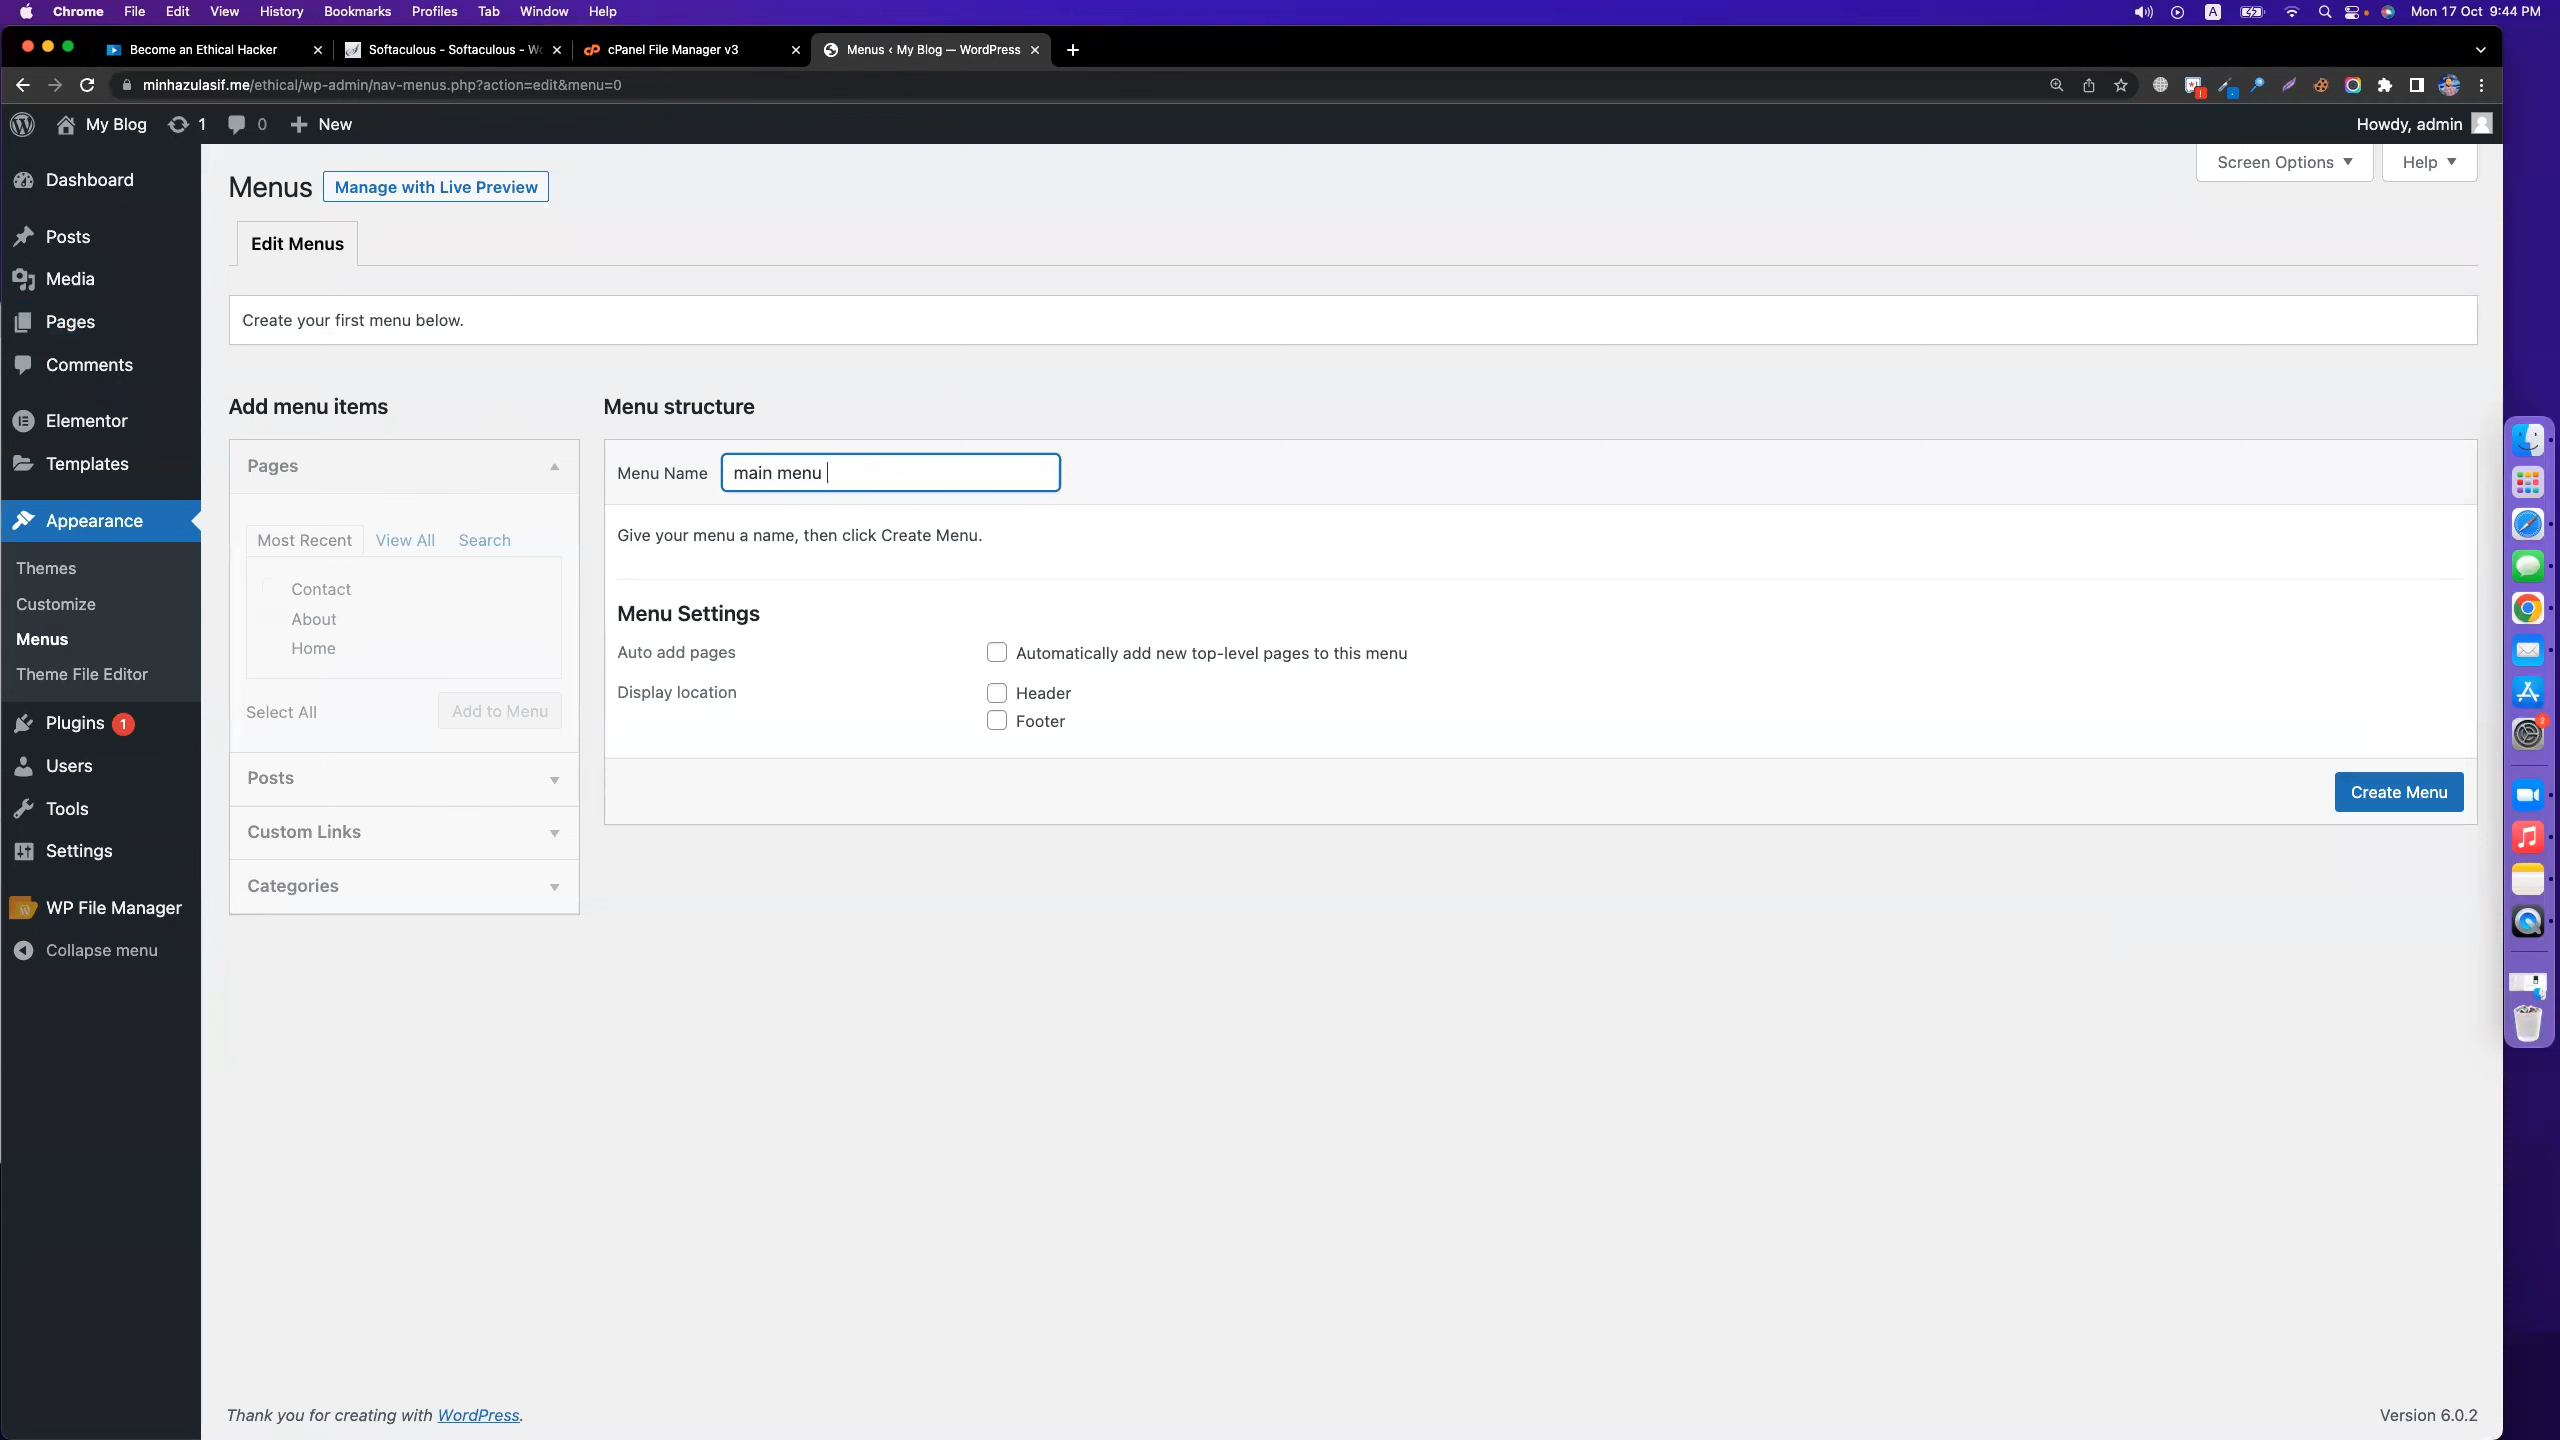 Chrome File Edit View History Bookmarks Profiles Tab Window Help A Mon 17 Oct 9:44 PM
Become an Ethical Hacker Softaculous - Softaculous - Wo cPanel File Manager v3 Menus ‹ My Blog — WordPress
minhazulasif.me/ethical/wp-admin/nav-menus.php?action=edit&menu=0
My Blog 1 0 New Howdy, admin
Screen Options Help
Menus Manage with Live Preview
Edit Menus
Create your first menu below.
Dashboard
Posts
Media
Pages
Comments
Elementor
Templates
Appearance
Themes
Customize
Menus
Theme File Editor
Plugins 1
Users
Tools
Settings
WP File Manager
Collapse menu
Add menu items
Pages
Most Recent View All Search
Contact
About
Home
Select All Add to Menu
Posts
Custom Links
Categories
Menu structure
Menu Name main menu
Give your menu a name, then click Create Menu.
Menu Settings
Auto add pages Automatically add new top-level pages to this menu
Display location Header
Footer
Create Menu
2
Thank you for creating with WordPress. Version 6.0.2